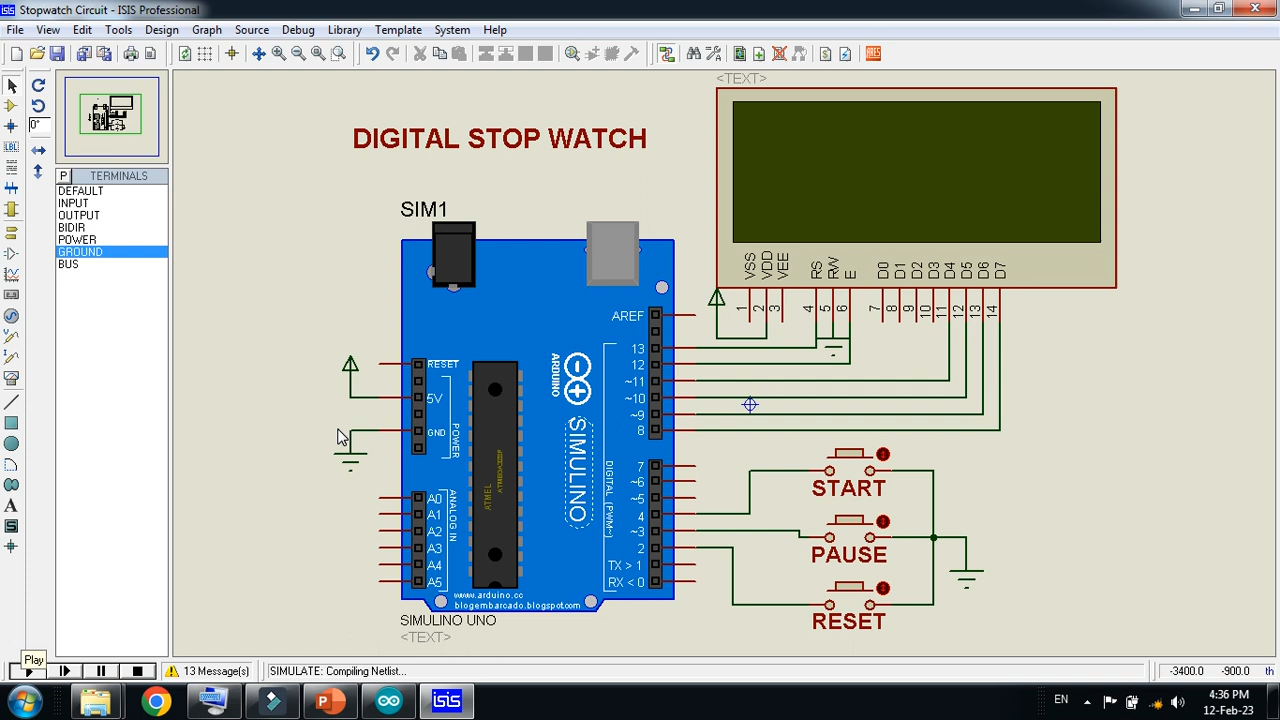 Stopwatch Circuit - ISIS Professional
File View Edit Tools Design Graph Source Debug Library Template System Help
ARES
0°
LBL
P TERMINALS
DEFAULT
INPUT
OUTPUT
BIDIR
POWER
GROUND
BUS
<TEXT>
DIGITAL STOP WATCH
VSS VDD VEE RS RW E D0 D1 D2 D3 D4 D5 D6 D7
1 2 3 4 5 6 7 8 9 10 11 12 13 14
SIM1
AREF
RESET
5V
GND
POWER
A0
A1
A2
A3
A4
A5
ANALOG IN
ATMEL
ARDUINO
SIMULINO
13
12
~11
~10
~9
8
7
~6
~5
4
~3
2
TX > 1
RX < 0
DIGITAL (PWM~)
www.arduino.cc
blogembarcado.blogspot.com
SIMULINO UNO
<TEXT>
START
PAUSE
RESET
Play
13 Message(s)
SIMULATE: Compiling Netlist...
-3400.0 -900.0 th
isis
EN
4:36 PM
12-Feb-23